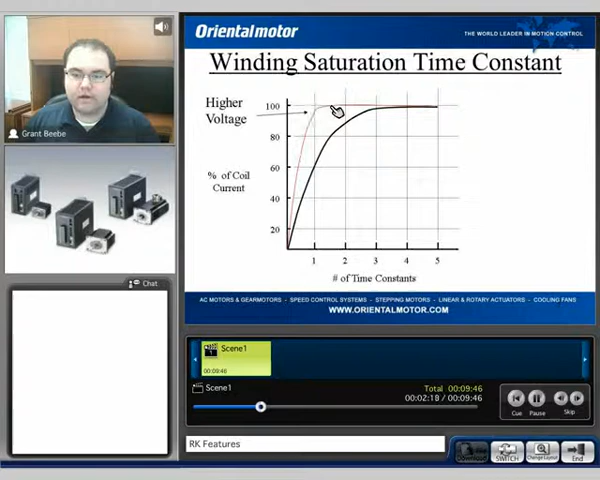 Grant Beebe
Orientalmotor
THE WORLD LEADER IN MOTION CONTROL
Winding Saturation Time Constant
Higher
Voltage
% of Coil
Current
100
80
60
40
20
1 2 3 4 5
# of Time Constants
AC MOTORS & GEARMOTORS - SPEED CONTROL SYSTEMS - STEPPING MOTORS - LINEAR & ROTARY ACTUATORS - COOLING FANS
WWW.ORIENTALMOTOR.COM
Chat
Scene1
00:09:46
Scene1
Total 00:09:46
00:02:18 / 00:09:46
Cue Pause Skip
RK Features
SWITCH Change Layout End